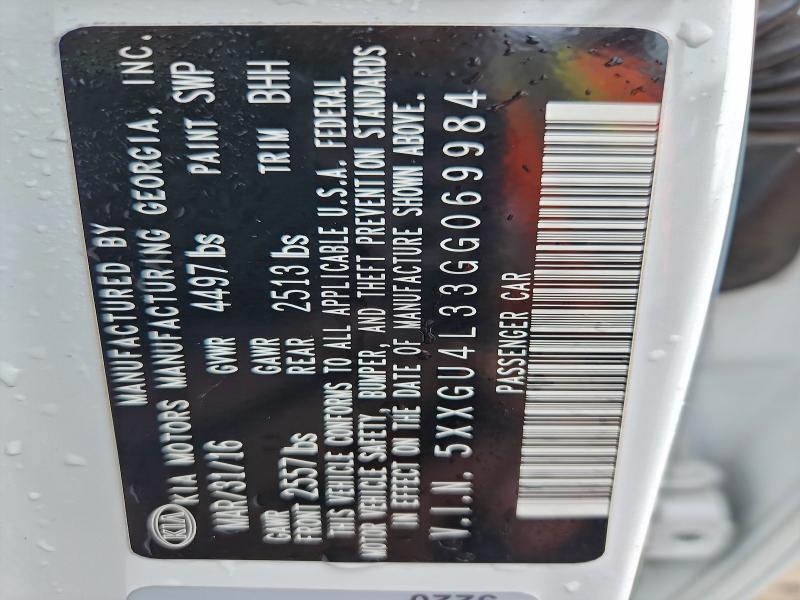 MANUFACTURED BY
KIA KIA MOTORS MANUFACTURING GEORGIA, INC.
MAR/31/16 GVWR 4497lbs PAINT SWP
GAWR FRONT 2557lbs GAWR REAR 2513lbs TRIM BHH
THIS VEHICLE CONFORMS TO ALL APPLICABLE U.S.A. FEDERAL
MOTOR VEHICLE SAFETY, BUMPER, AND THEFT PREVENTION STANDARDS
IN EFFECT ON THE DATE OF MANUFACTURE SHOWN ABOVE.
V.I.N. 5XXGU4L33GG069984
PASSENGER CAR